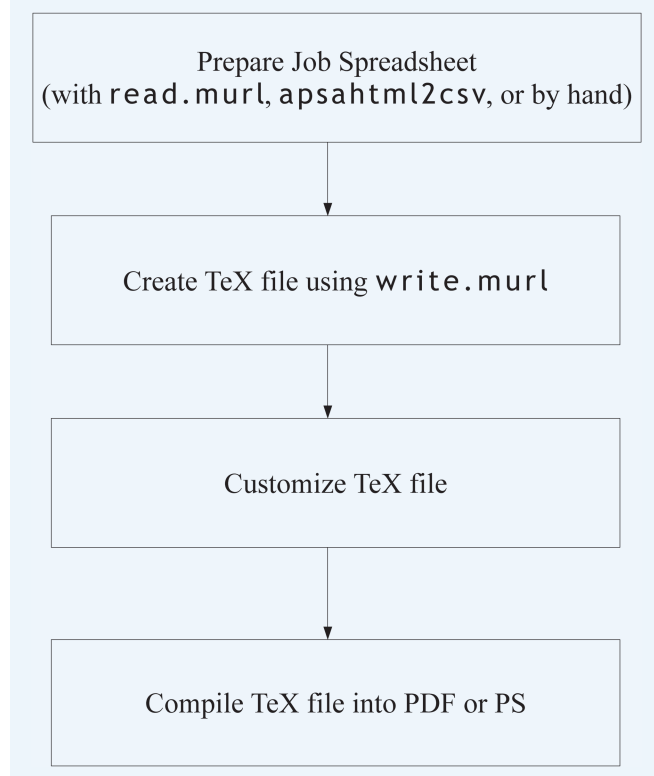 Prepare Job Spreadsheet
(with read.murl, apsahtml2csv, or by hand)
Create TeX file using write.murl
Customize TeX file
Compile TeX file into PDF or PS